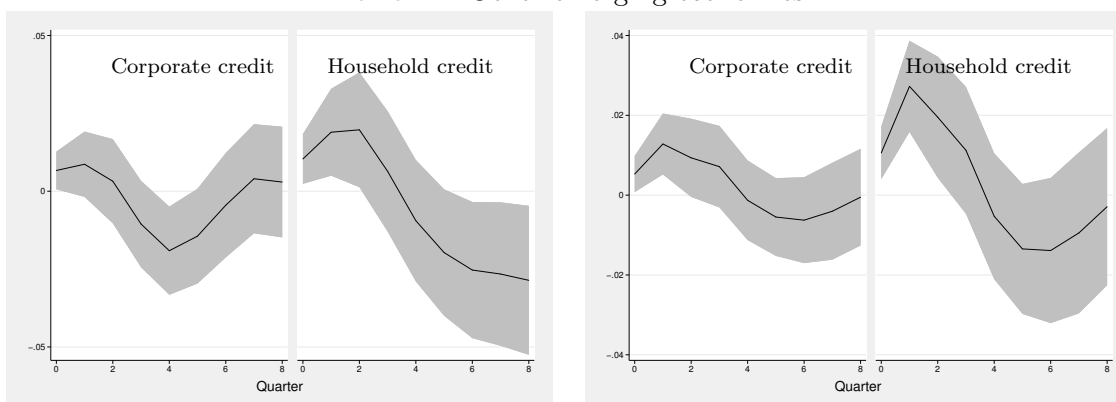 .05
0
-.05
Corporate credit
Household credit
0 2 4 6 8 0 2 4 6 8
Quarter
.04
.02
0
-.02
-.04
Corporate credit
Household credit
0 2 4 6 8 0 2 4 6 8
Quarter